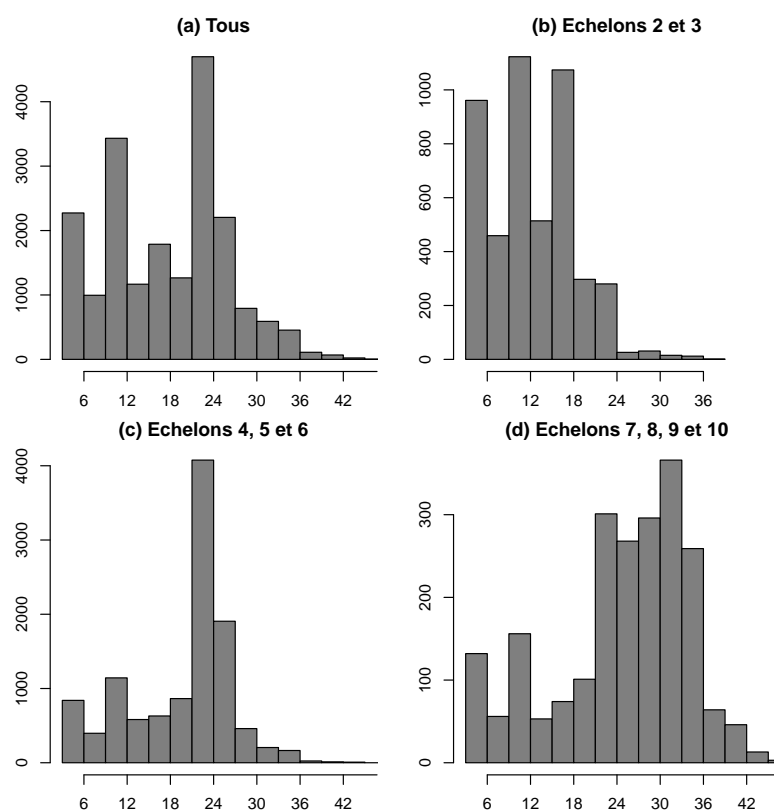 (a) Tous
0 1000 2000 3000 4000
6 12 18 24 30 36 42
(b) Echelons 2 et 3
0 200 400 600 800 1000
6 12 18 24 30 36
(c) Echelons 4, 5 et 6
0 1000 2000 3000 4000
6 12 18 24 30 36 42
(d) Echelons 7, 8, 9 et 10
0 100 200 300
6 12 18 24 30 36 42